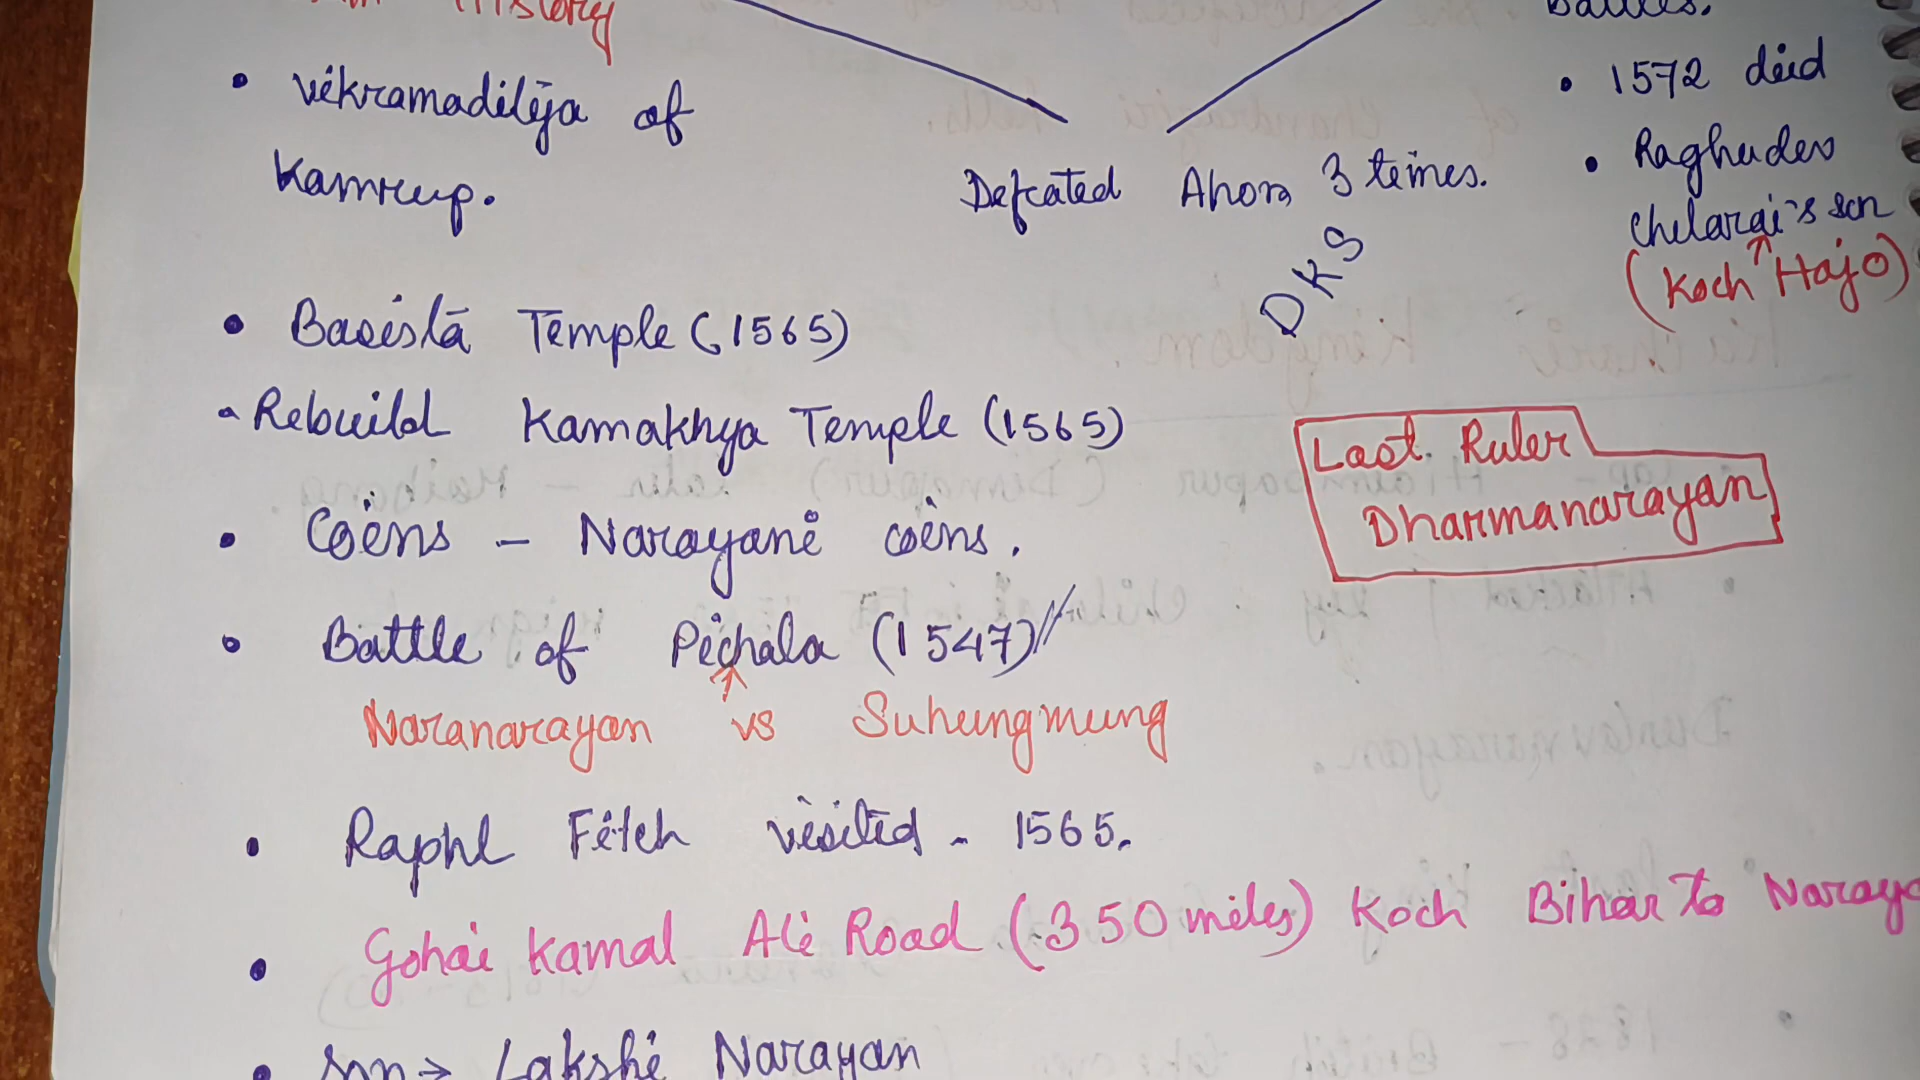 History
• vikramaditya of
Kamrup.
Defeated Ahom 3 times.
DKS
battles.
• 1572 died
• Raghudev
Chilarai's son
(Koch Hajo)
• Basista Temple (1565)
- Rebuild Kamakhya Temple (1565)
Last Ruler
Dharmanarayan
• Coins – Narayani coins.
• Battle of Pichala (1547)
Naranarayan vs Suhungmung
• Raphl Fitch visited - 1565.
• Gohai Kamal Ali Road (350 miles) Koch Bihar to
• son → Lakshi Narayan